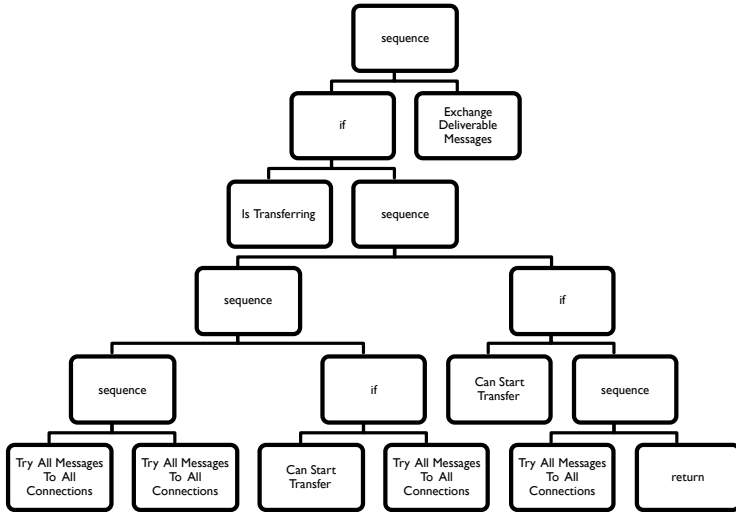 sequence
if
Exchange
Deliverable
Messages
Is Transferring
sequence
sequence
if
sequence
if
Can Start
Transfer
sequence
Try All Messages
To All
Connections
Try All Messages
To All
Connections
Can Start
Transfer
Try All Messages
To All
Connections
Try All Messages
To All
Connections
return